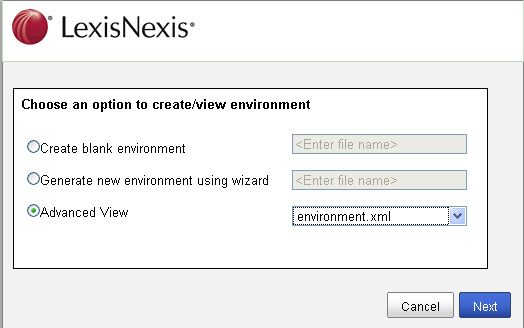 LexisNexis®
Choose an option to create/view environment
Create blank environment <Enter file name>
Generate new environment using wizard <Enter file name>
Advanced View environment.xml
Cancel Next